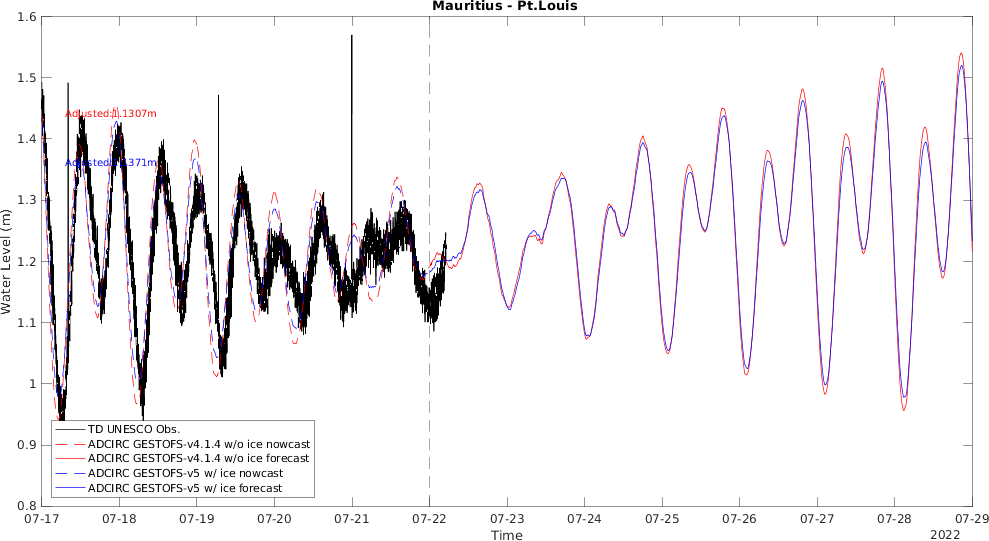 Mauritius - Pt.Louis
1.6
1.5
1.4
1.3
1.2
1.1
1
0.9
0.8
Water Level (m)
Adjusted:1.1307m
371m
TD UNESCO Obs.
ADCIRC GESTOFS-v4.1.4 w/o ice nowcast
ADCIRC GESTOFS-v4.1.4 w/o ice forecast
ADCIRC GESTOFS-v5 w/ ice nowcast
ADCIRC GESTOFS-v5 w/ ice forecast
07-17 07-18 07-19 07-20 07-21 07-22 07-23 07-24 07-25 07-26 07-27 07-28 07-29
Time
2022